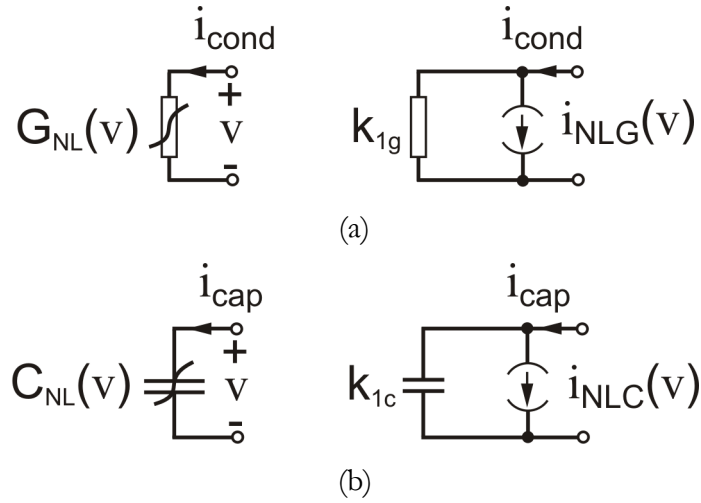 i_cond i_cond
+
G_NL(v) v k_1g i_NLG(v)
-
(a)
i_cap i_cap
+
C_NL(v) v k_1c i_NLC(v)
-
(b)